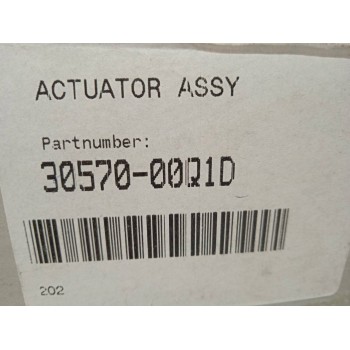 ACTUATOR ASSY
Partnumber:
30570-00Q1D
202